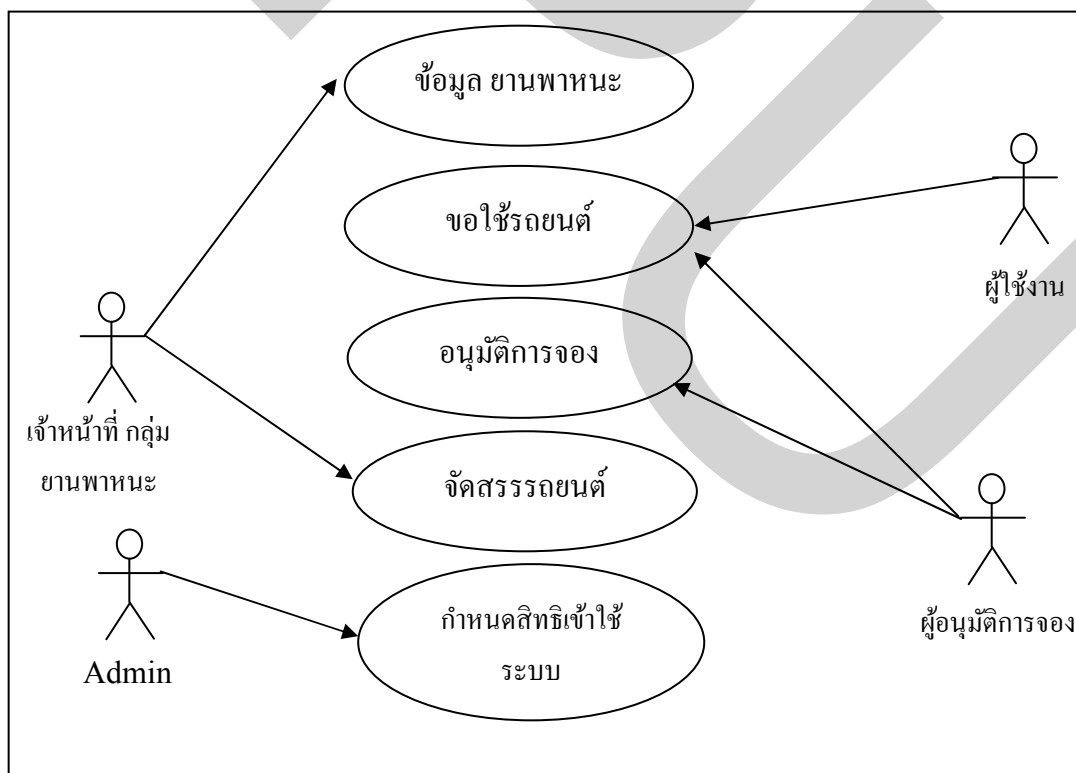 ข้อมูล ยานพาหนะ
ขอใช้รถยนต์
ผู้ใช้งาน
อนุมัติการจอง
เจ้าหน้าที่ กลุ่ม
ยานพาหนะ
จัดสรรรถยนต์
ผู้อนุมัติการจอง
Admin
กำหนดสิทธิเข้าใช้
ระบบ